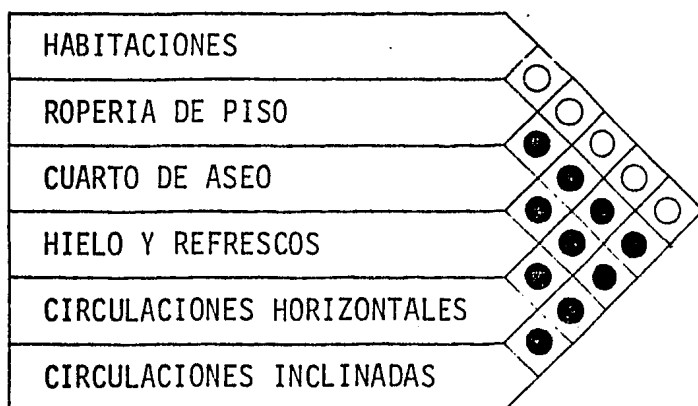 HABITACIONES
ROPERIA DE PISO
CUARTO DE ASEO
HIELO Y REFRESCOS
CIRCULACIONES HORIZONTALES
CIRCULACIONES INCLINADAS